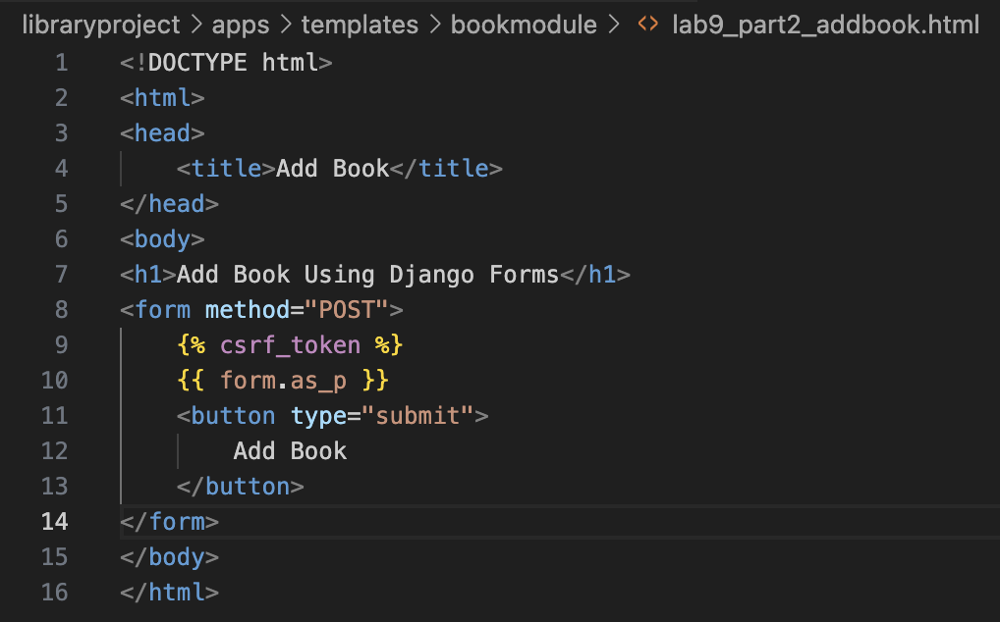 libraryproject > apps > templates > bookmodule > <> lab9_part2_addbook.html
1 <!DOCTYPE html>
2 <html>
3 <head>
4     <title>Add Book</title>
5 </head>
6 <body>
7 <h1>Add Book Using Django Forms</h1>
8 <form method="POST">
9     {% csrf_token %}
10     {{ form.as_p }}
11     <button type="submit">
12         Add Book
13     </button>
14 </form>
15 </body>
16 </html>